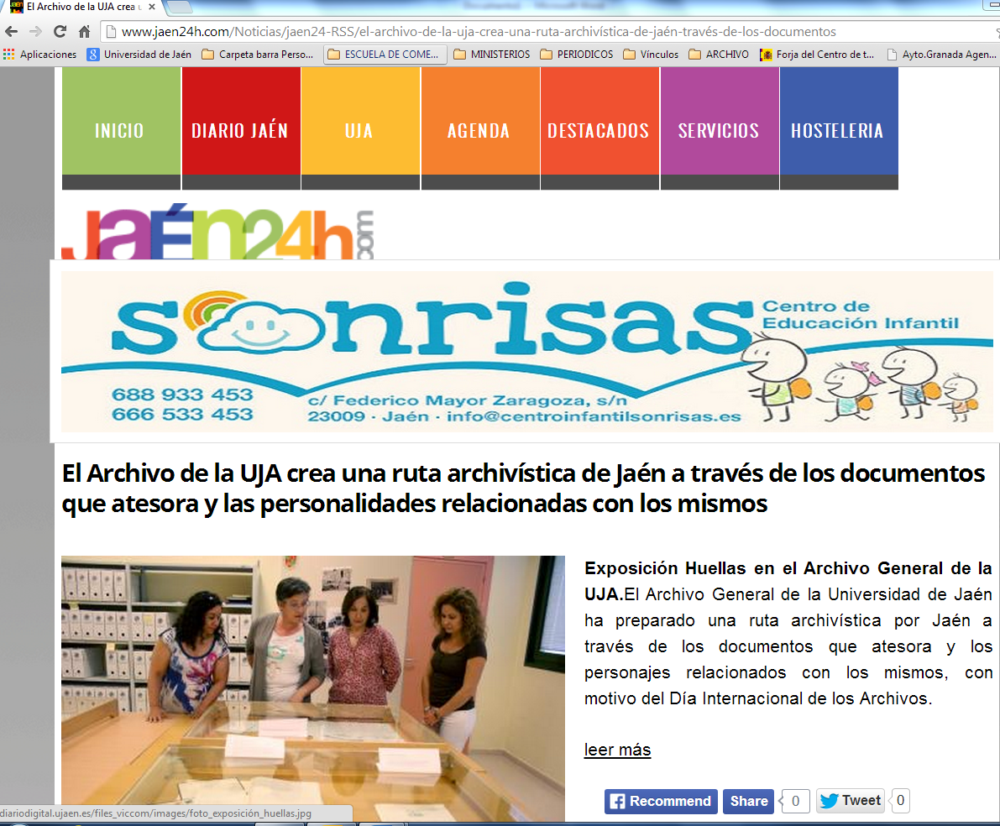 El Archivo de la UJA crea u
www.jaen24h.com/Noticias/jaen24-RSS/el-archivo-de-la-uja-crea-una-ruta-archivística-de-jaén-través-de-los-documentos
Aplicaciones Universidad de Jaén Carpeta barra Perso... ESCUELA DE COME... MINISTERIOS PERIODICOS Vínculos ARCHIVO Forja del Centro de t... Ayto.Granada Agen...
INICIO DIARIO JAÉN UJA AGENDA DESTACADOS SERVICIOS HOSTELERIA
JaÉn24h.com
sonrisas
Centro de
Educación Infantil
688 933 453
666 533 453
c/ Federico Mayor Zaragoza, s/n
23009 · Jaén · info@centroinfantilsonrisas.es
El Archivo de la UJA crea una ruta archivística de Jaén a través de los documentos
que atesora y las personalidades relacionadas con los mismos
Exposición Huellas en el Archivo General de la
UJA.El Archivo General de la Universidad de Jaén
ha preparado una ruta archivística por Jaén a
través de los documentos que atesora y los
personajes relacionados con los mismos, con
motivo del Día Internacional de los Archivos.
leer más
Recommend Share 0 Tweet 0
diariodigital.ujaen.es/files_viccom/images/foto_exposición_huellas.jpg